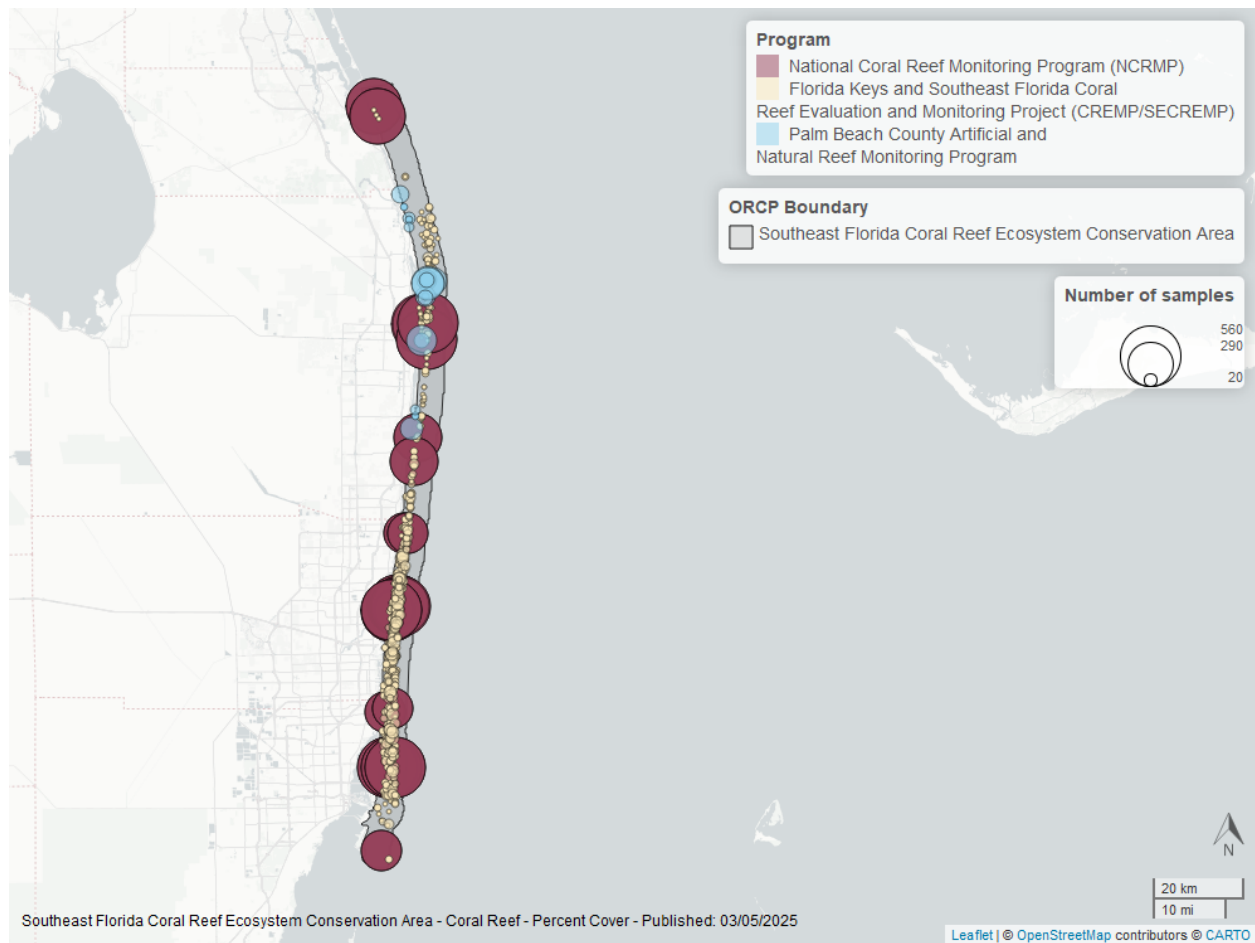 Program
National Coral Reef Monitoring Program (NCRMP)
Florida Keys and Southeast Florida Coral
Reef Evaluation and Monitoring Project (CREMP/SECREMP)
Palm Beach County Artificial and
Natural Reef Monitoring Program
ORCP Boundary
Southeast Florida Coral Reef Ecosystem Conservation Area
Number of samples
560
290
20
N
20 km
10 mi
Southeast Florida Coral Reef Ecosystem Conservation Area - Coral Reef - Percent Cover - Published: 03/05/2025
Leaflet | © OpenStreetMap contributors © CARTO